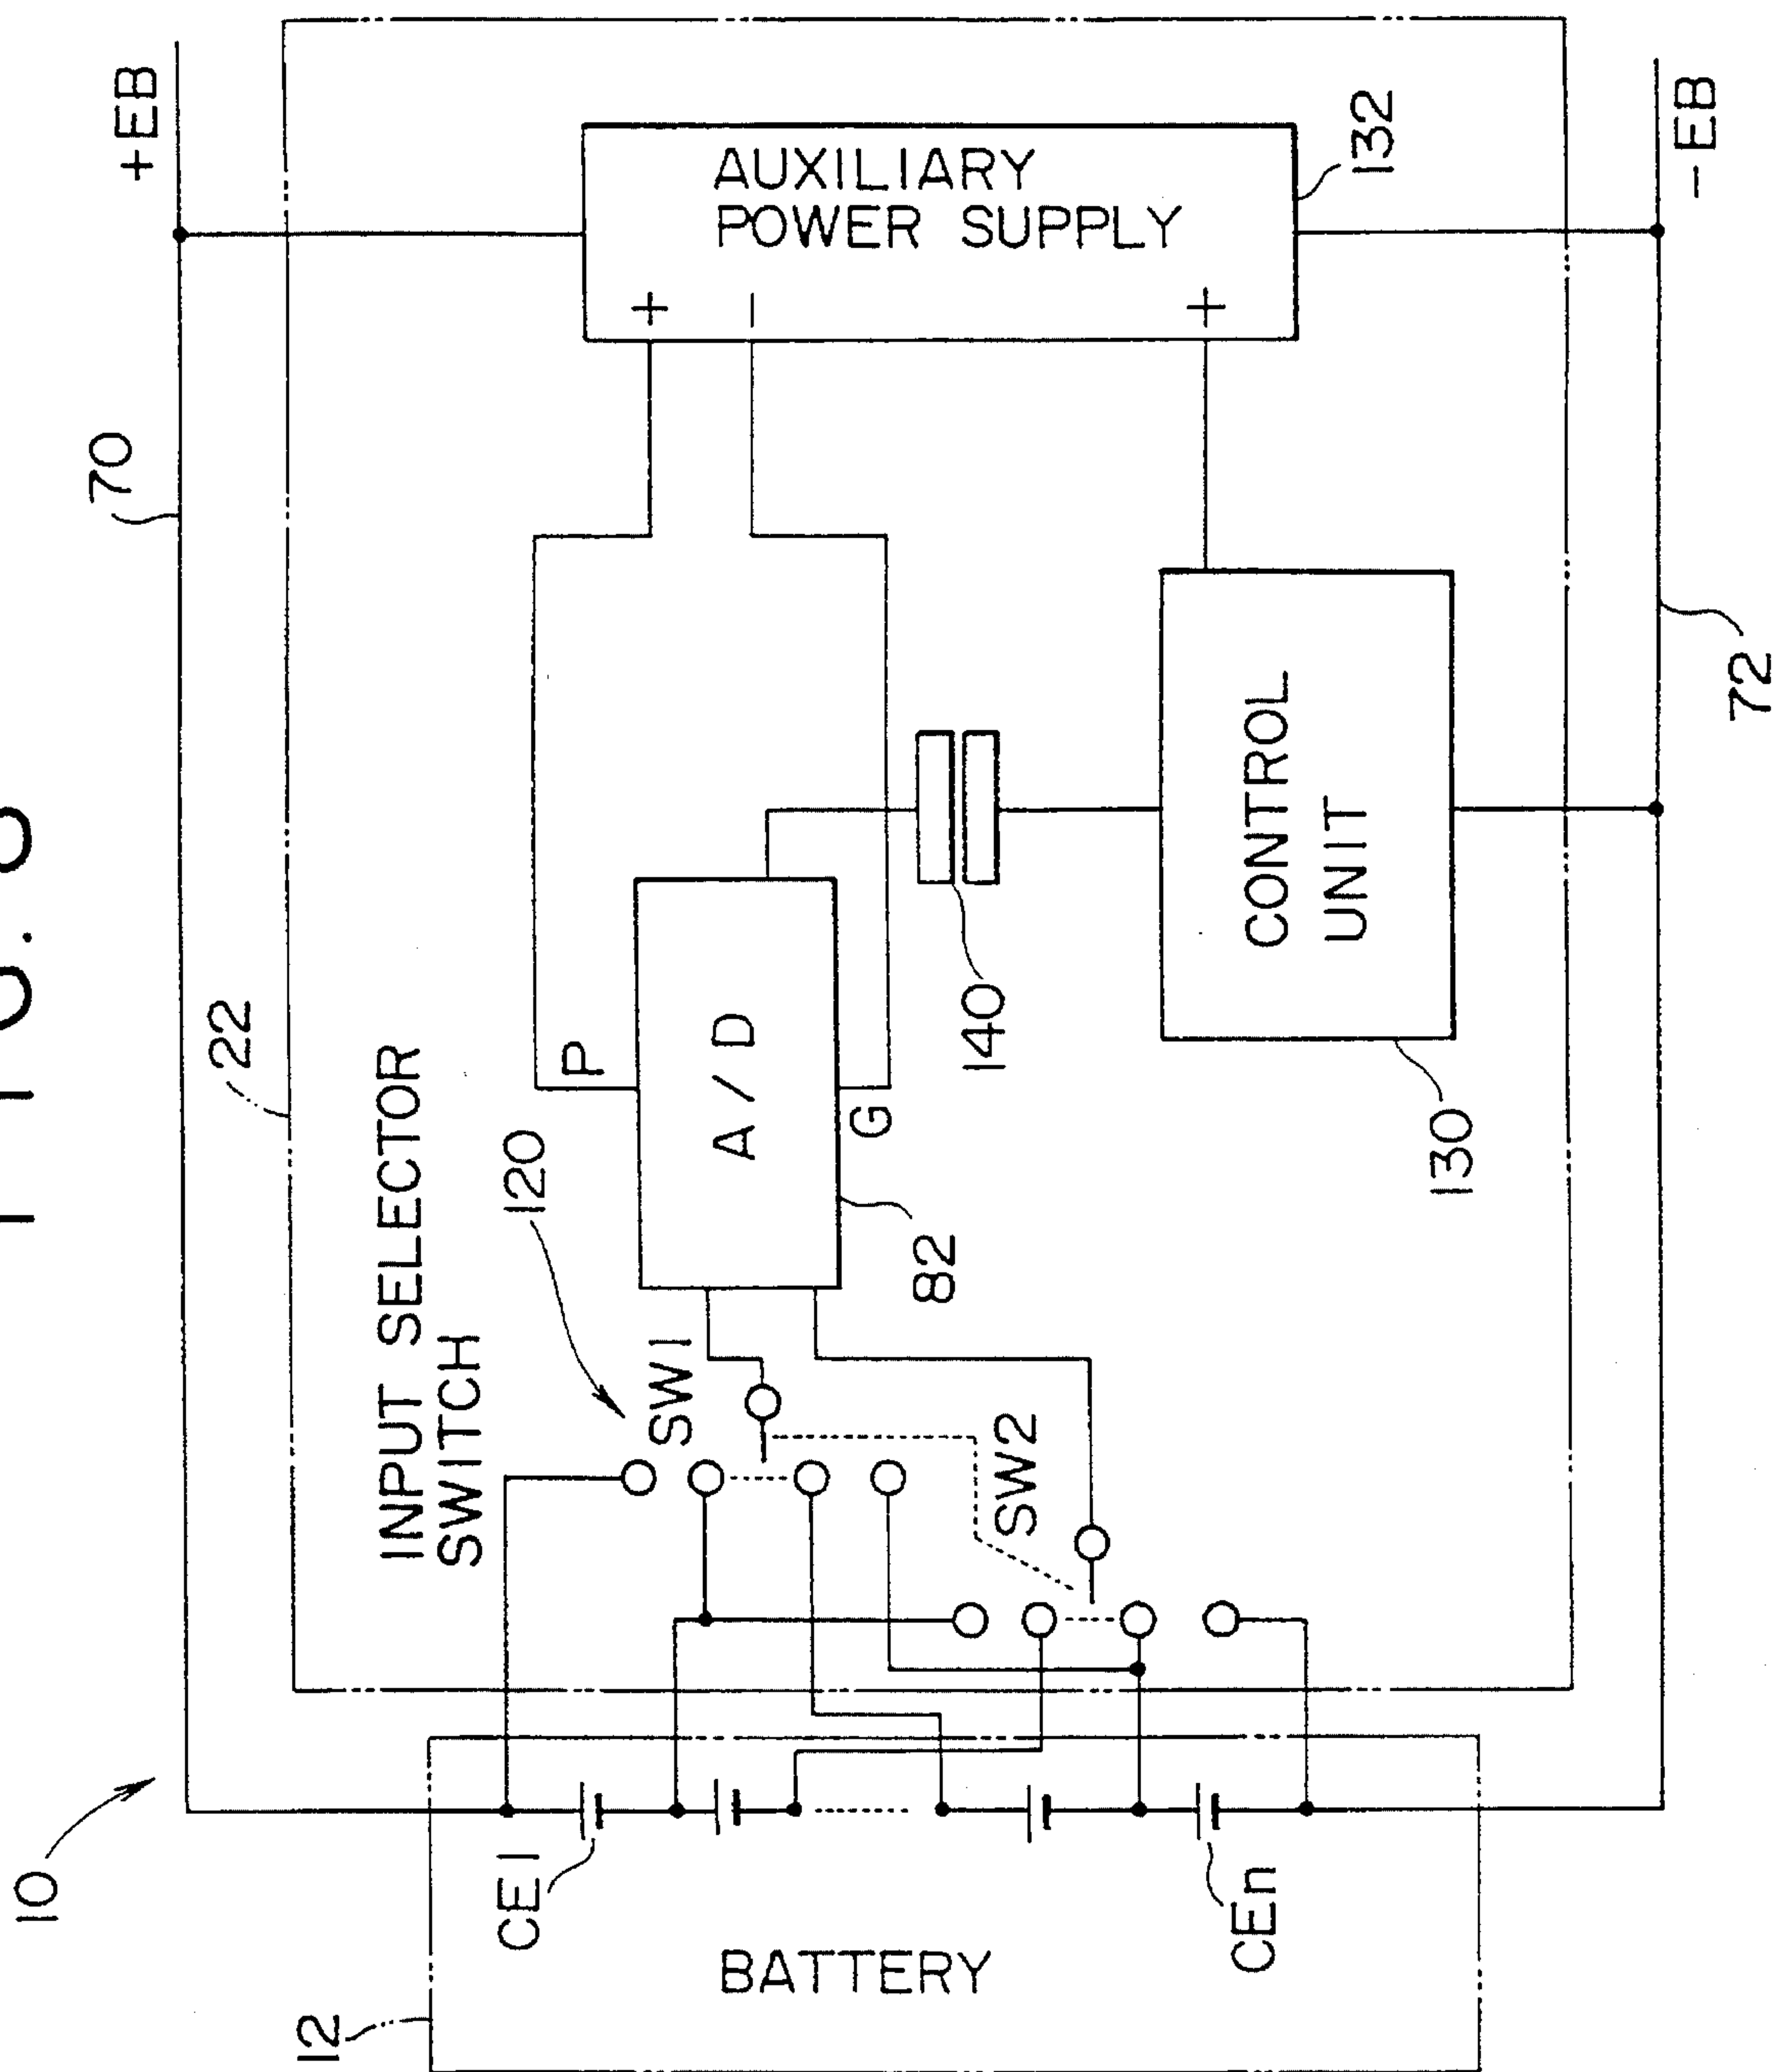 10
70
+EB
12
22
INPUT SELECTOR
SWITCH
120
CE1
P
SW1
BATTERY
A/D
AUXILIARY
POWER SUPPLY
+
−
82
G
140
SW2
CEn
CONTROL
UNIT
+
130
132
72
-EB